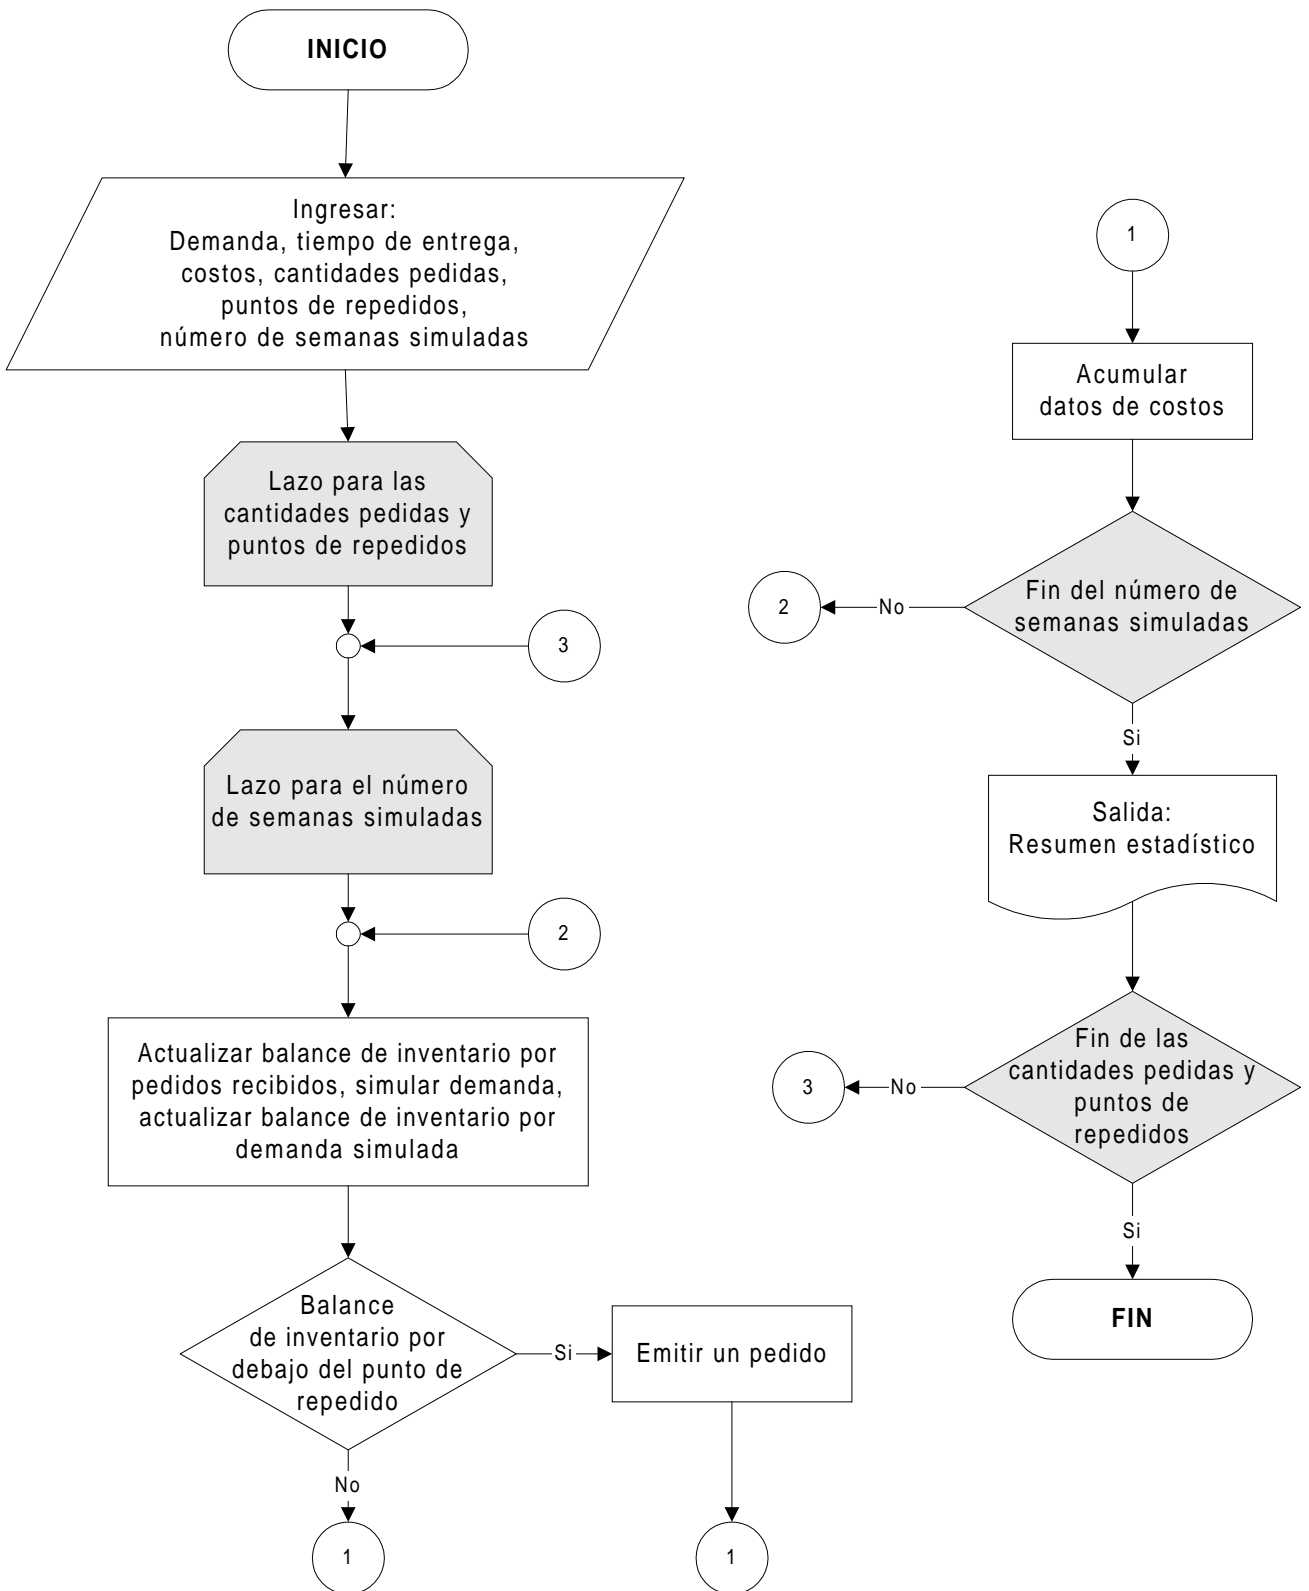 INICIO
Ingresar:
Demanda, tiempo de entrega,
costos, cantidades pedidas,
puntos de repedidos,
número de semanas simuladas
Lazo para las
cantidades pedidas y
puntos de repedidos
3
Lazo para el número
de semanas simuladas
2
Actualizar balance de inventario por
pedidos recibidos, simular demanda,
actualizar balance de inventario por
demanda simulada
Balance
de inventario por
debajo del punto de
repedido
Si
Emitir un pedido
No
1
1
1
Acumular
datos de costos
Fin del número de
semanas simuladas
No
2
Si
Salida:
Resumen estadístico
Fin de las
cantidades pedidas y
puntos de
repedidos
No
3
Si
FIN